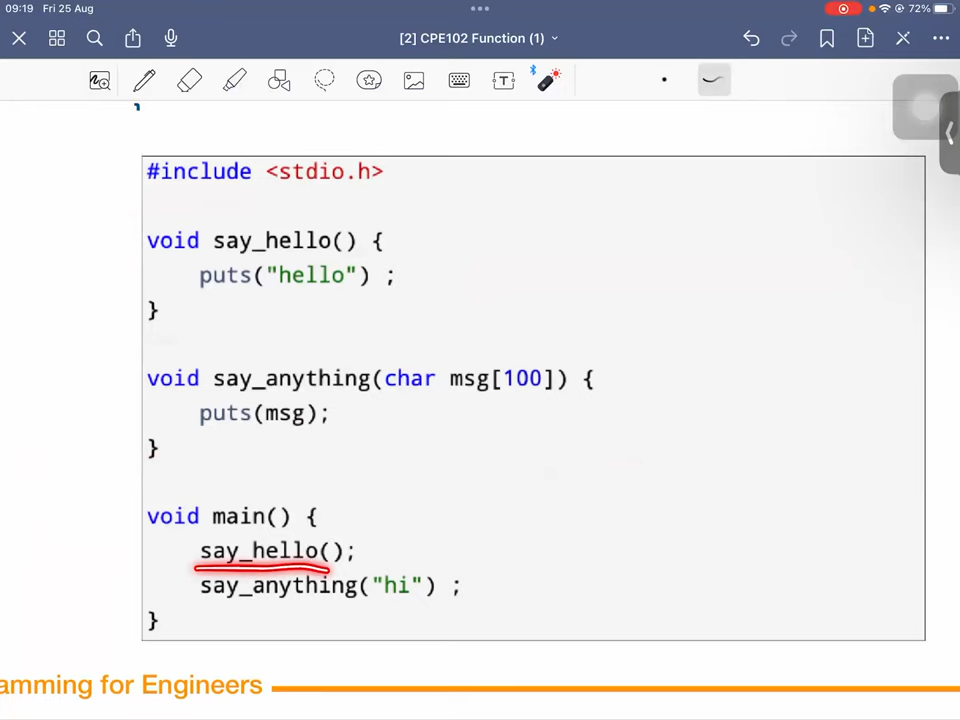 09:19 Fri 25 Aug
72%
[2] CPE102 Function (1)
#include <stdio.h>
void say_hello() {
    puts("hello") ;
}
void say_anything(char msg[100]) {
    puts(msg);
}
void main() {
    say_hello();
    say_anything("hi") ;
}
amming for Engineers